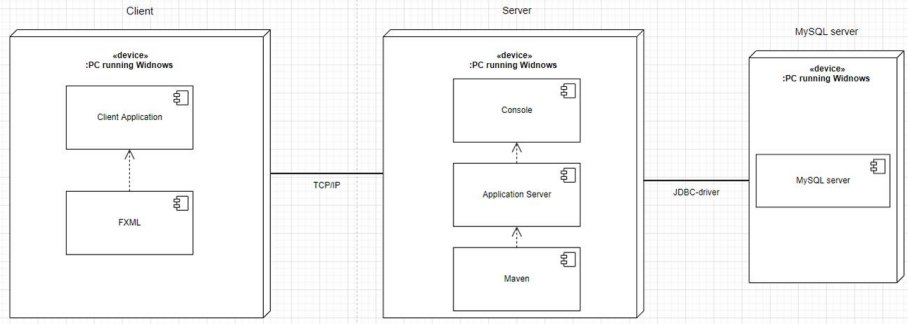 Client
«device»
:PC running Widnows
Client Application
FXML
TCP/IP
Server
«device»
:PC running Widnows
Console
Application Server
Maven
JDBC-driver
MySQL server
«device»
:PC running Widnows
MySQL server